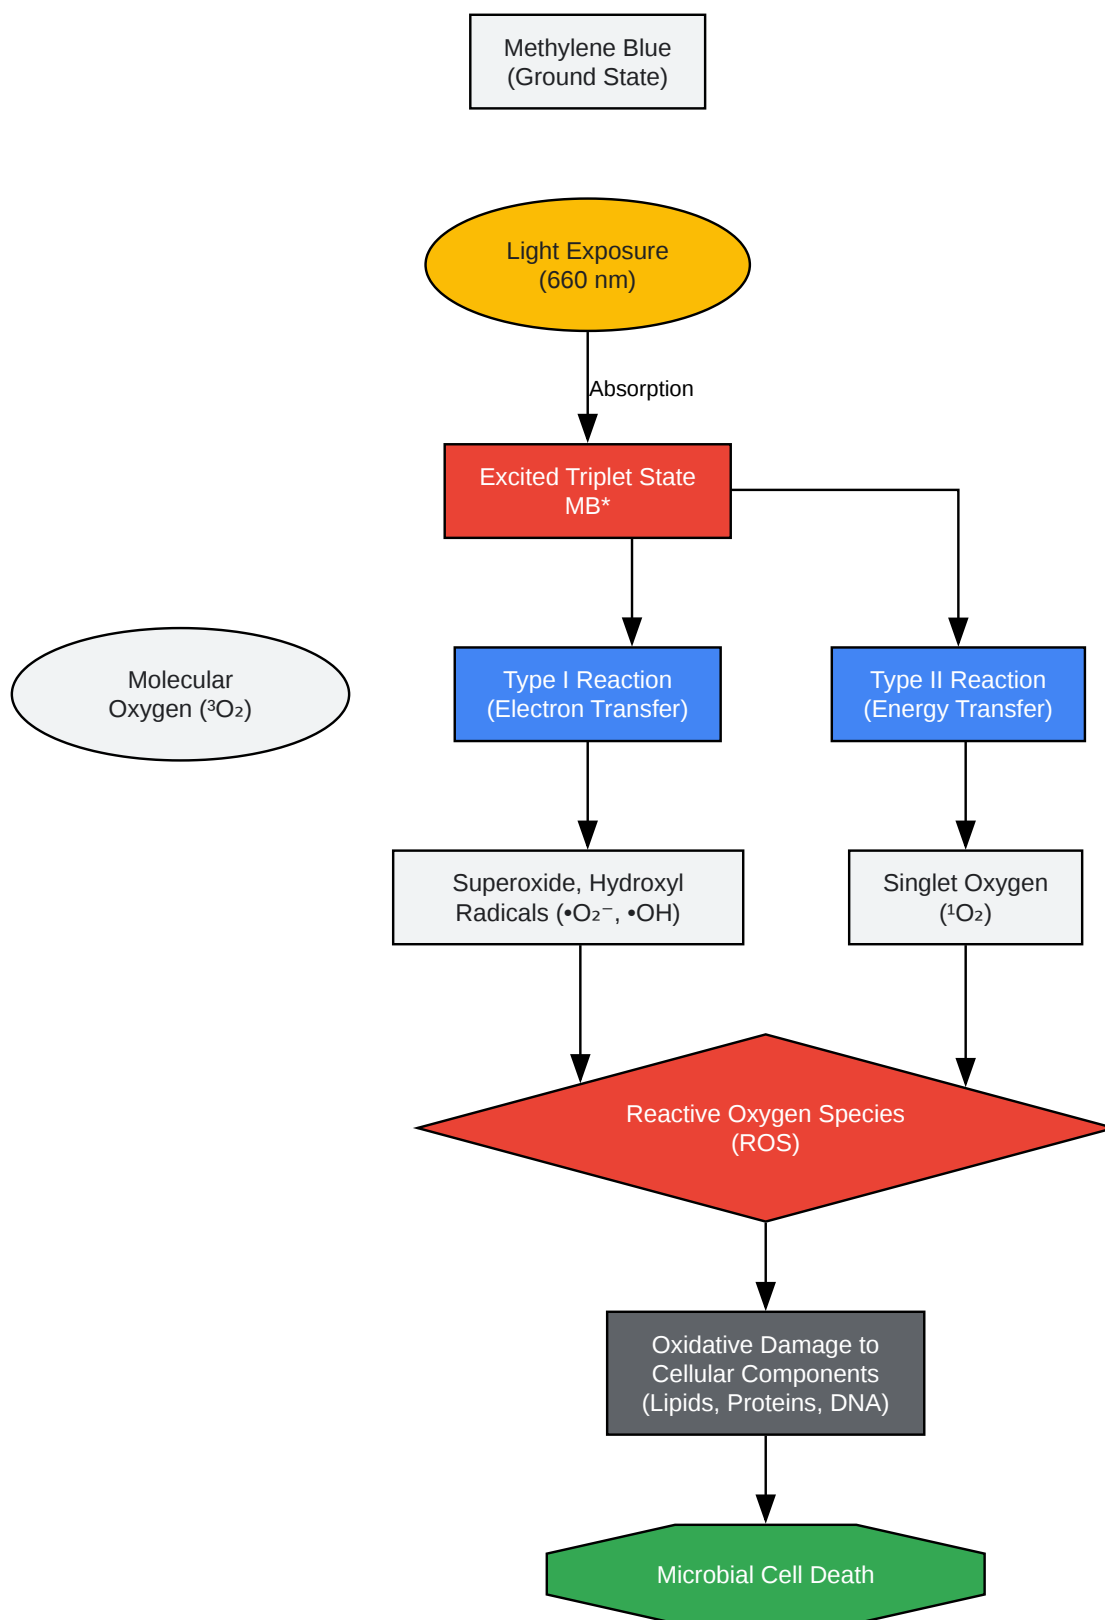 Methylene Blue
(Ground State)
Light Exposure
(660 nm)
Absorption
Excited Triplet State
MB*
Molecular
Oxygen (³O₂)
Type I Reaction
(Electron Transfer)
Type II Reaction
(Energy Transfer)
Superoxide, Hydroxyl
Radicals (•O₂⁻, •OH)
Singlet Oxygen
(¹O₂)
Reactive Oxygen Species
(ROS)
Oxidative Damage to
Cellular Components
(Lipids, Proteins, DNA)
Microbial Cell Death